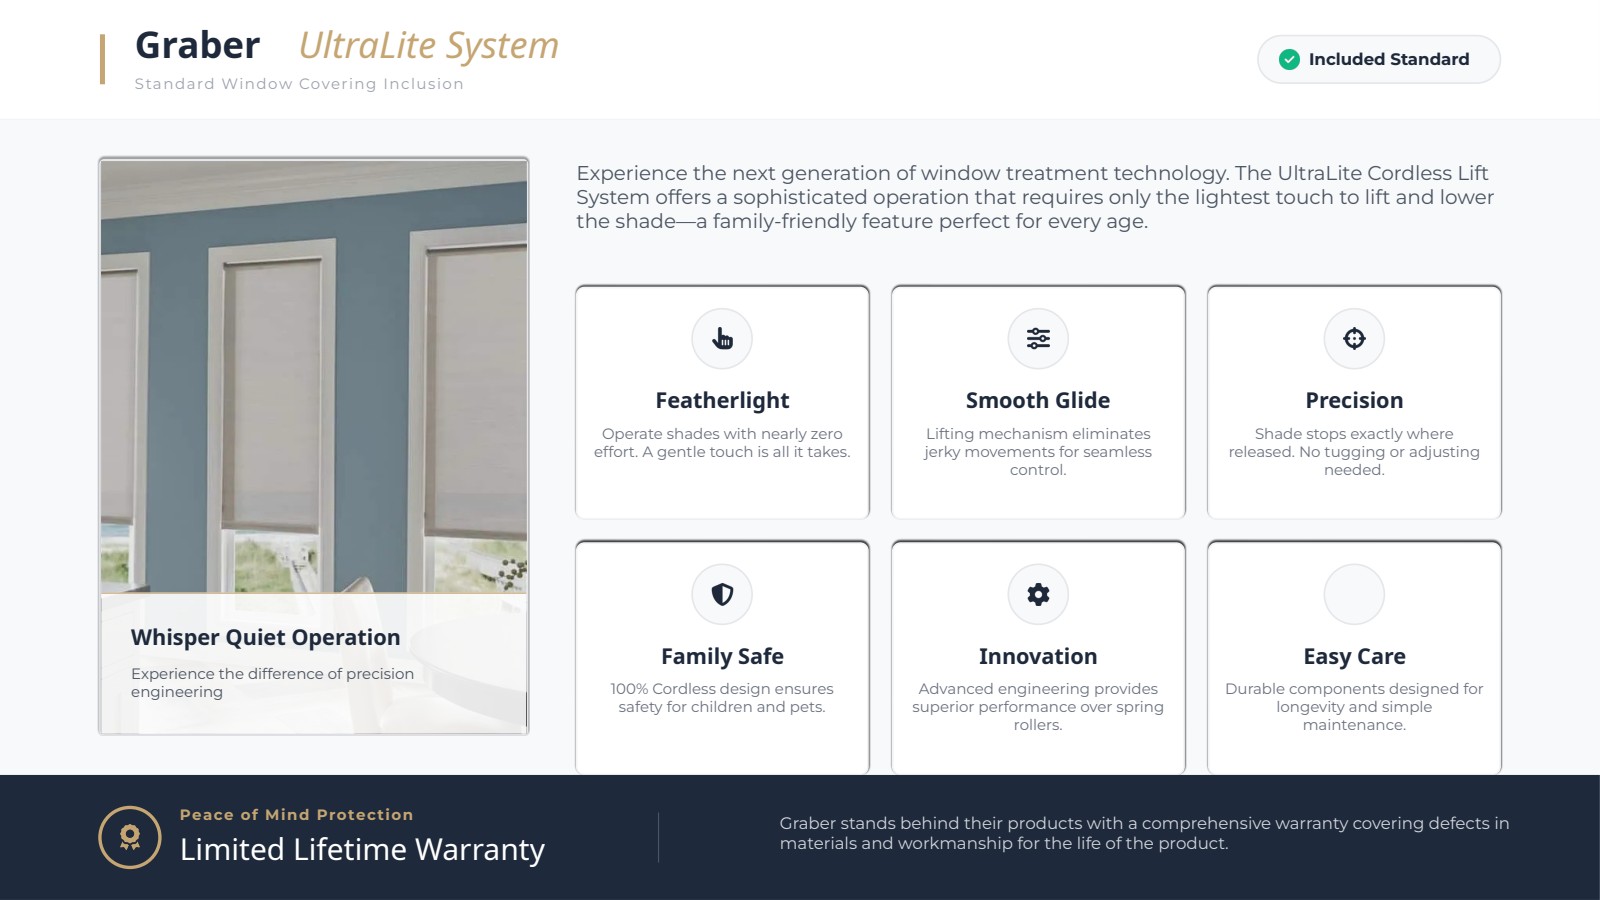 Graber UltraLite System
Standard Window Covering Inclusion
Included Standard
Experience the next generation of window treatment technology. The UltraLite Cordless Lift
System offers a sophisticated operation that requires only the lightest touch to lift and lower
the shade—a family-friendly feature perfect for every age.
Whisper Quiet Operation
Experience the difference of precision
engineering
Featherlight
Operate shades with nearly zero
effort. A gentle touch is all it takes.
Smooth Glide
Lifting mechanism eliminates
jerky movements for seamless
control.
Precision
Shade stops exactly where
released. No tugging or adjusting
needed.
Family Safe
100% Cordless design ensures
safety for children and pets.
Innovation
Advanced engineering provides
superior performance over spring
rollers.
Easy Care
Durable components designed for
longevity and simple
maintenance.
Peace of Mind Protection
Limited Lifetime Warranty
Graber stands behind their products with a comprehensive warranty covering defects in
materials and workmanship for the life of the product.